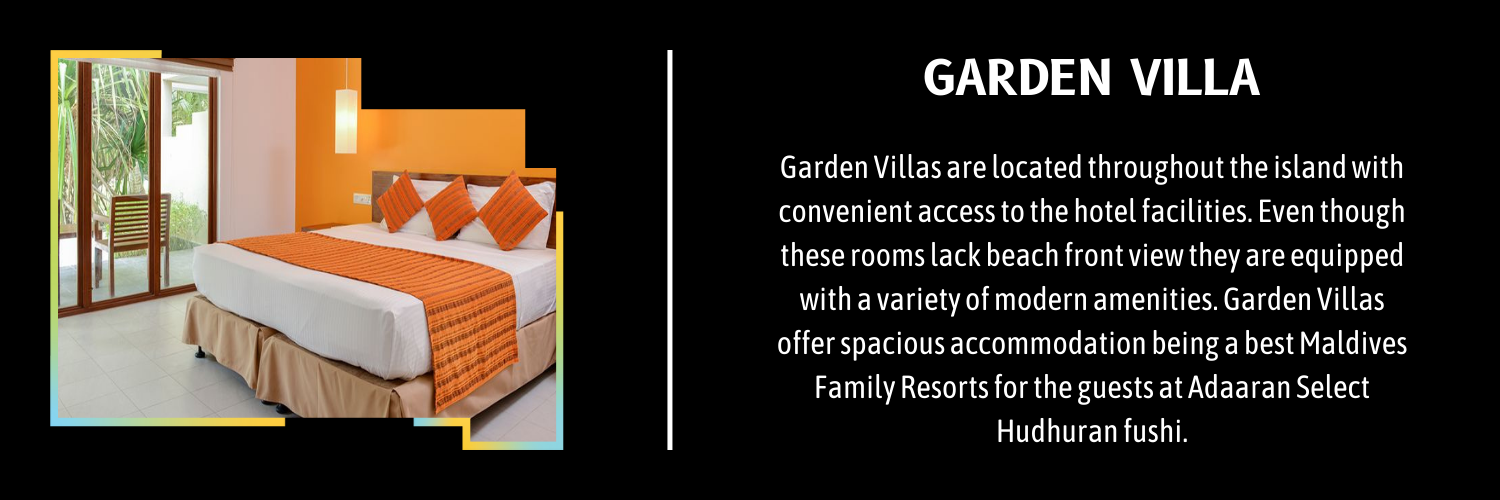 GARDEN VILLA
Garden Villas are located throughout the island with
convenient access to the hotel facilities. Even though
these rooms lack beach front view they are equipped
with a variety of modern amenities. Garden Villas
offer spacious accommodation being a best Maldives
Family Resorts for the guests at Adaaran Select
Hudhuran fushi.